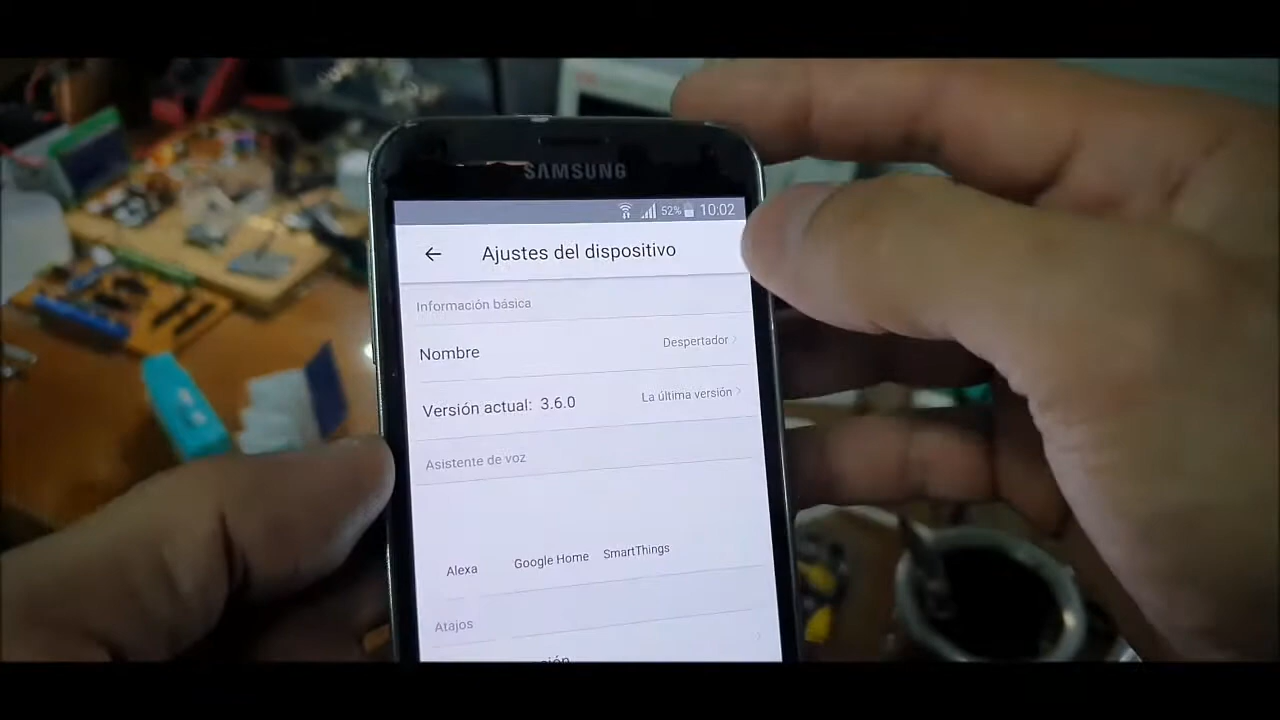 SAMSUNG
52% 10:02
Ajustes del dispositivo
Información básica
Nombre Despertador
Versión actual: 3.6.0 La última versión
Asistente de voz
Alexa Google Home SmartThings
Atajos